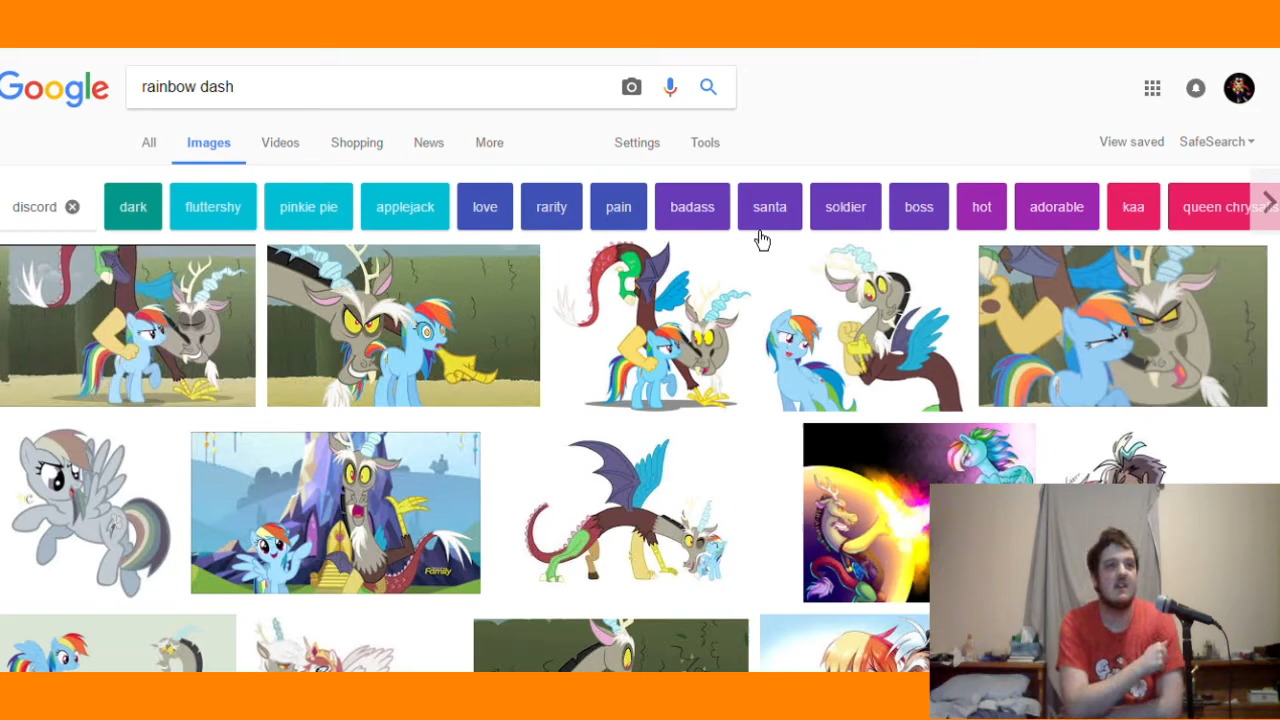 Google
rainbow dash
All Images Videos Shopping News More Settings Tools View saved SafeSearch
discord dark fluttershy pinkie pie applejack love rarity pain badass santa soldier boss hot adorable kaa queen
Family